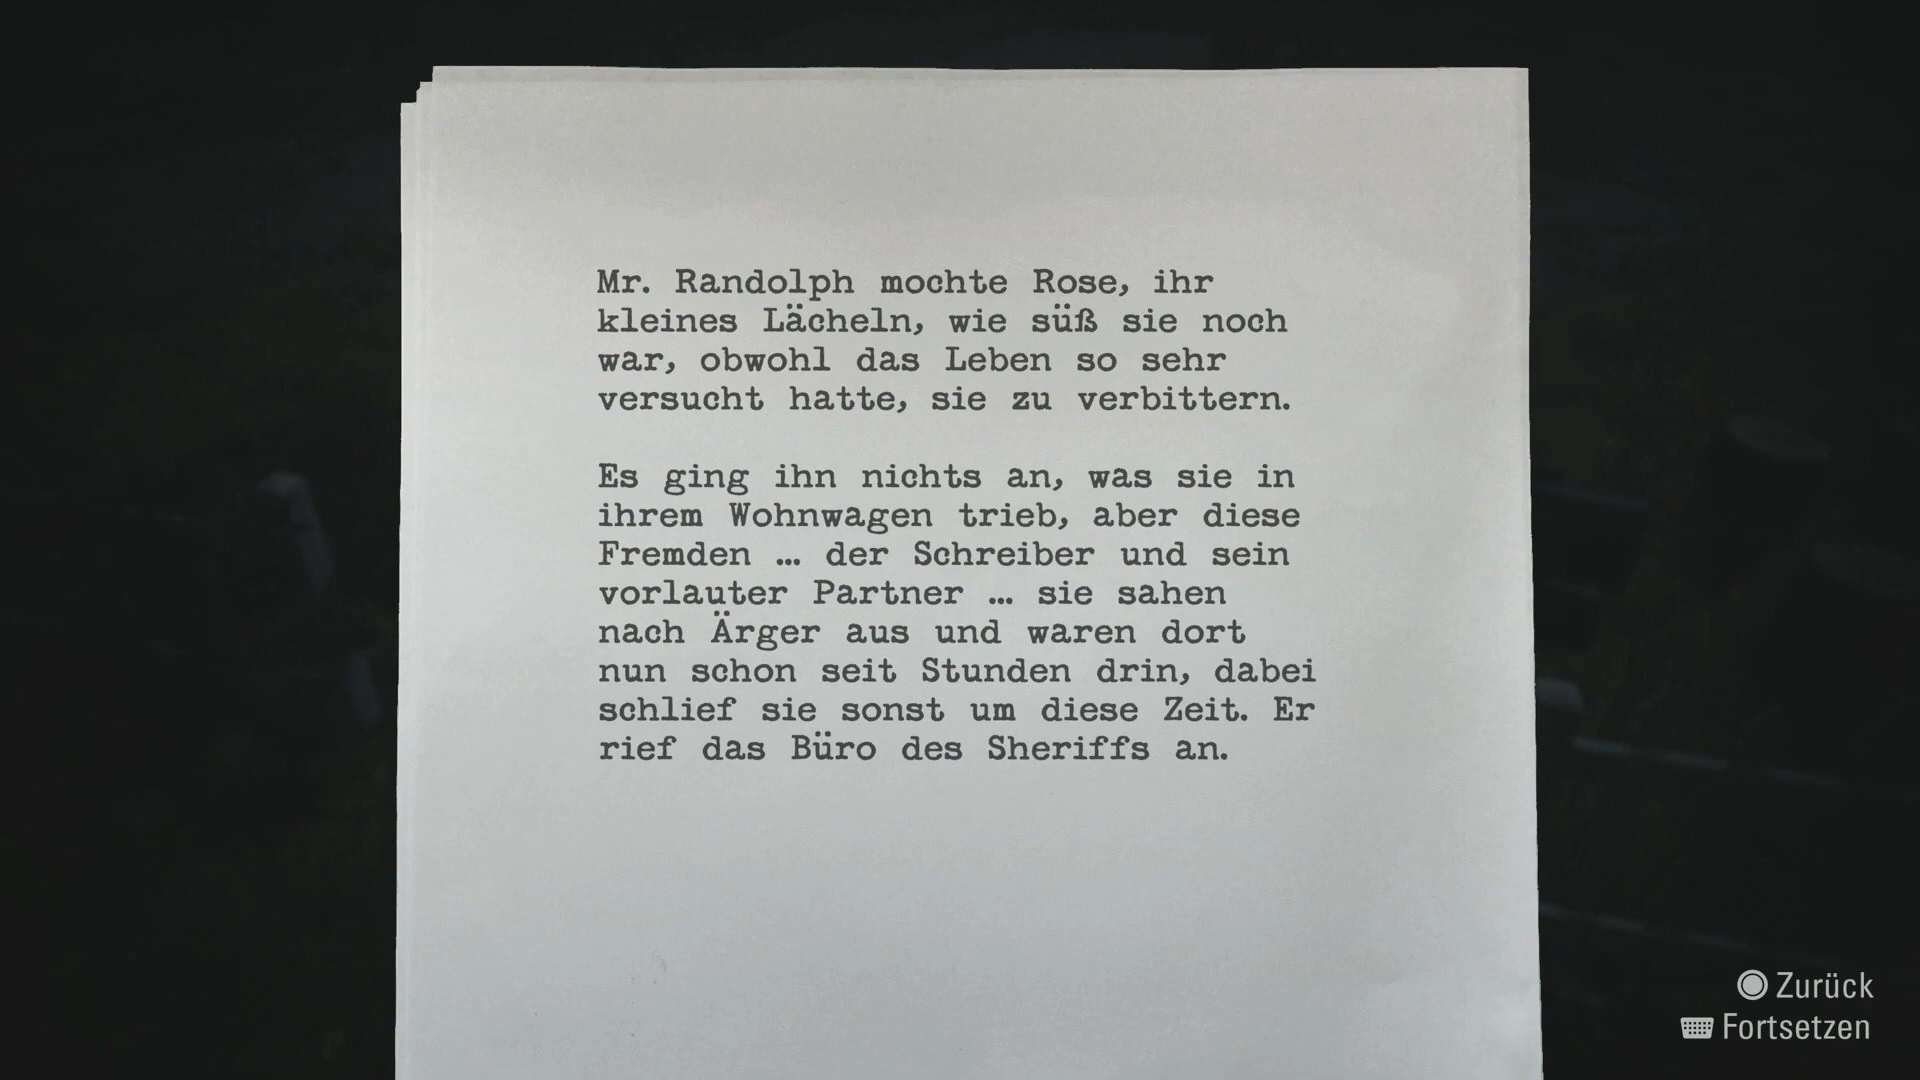 Mr. Randolph mochte Rose, ihr
kleines Lächeln, wie süß sie noch
war, obwohl das Leben so sehr
versucht hatte, sie zu verbittern.
Es ging ihn nichts an, was sie in
ihrem Wohnwagen trieb, aber diese
Fremden … der Schreiber und sein
vorlauter Partner … sie sahen
nach Ärger aus und waren dort
nun schon seit Stunden drin, dabei
schlief sie sonst um diese Zeit. Er
rief das Büro des Sheriffs an.
Zurück
Fortsetzen